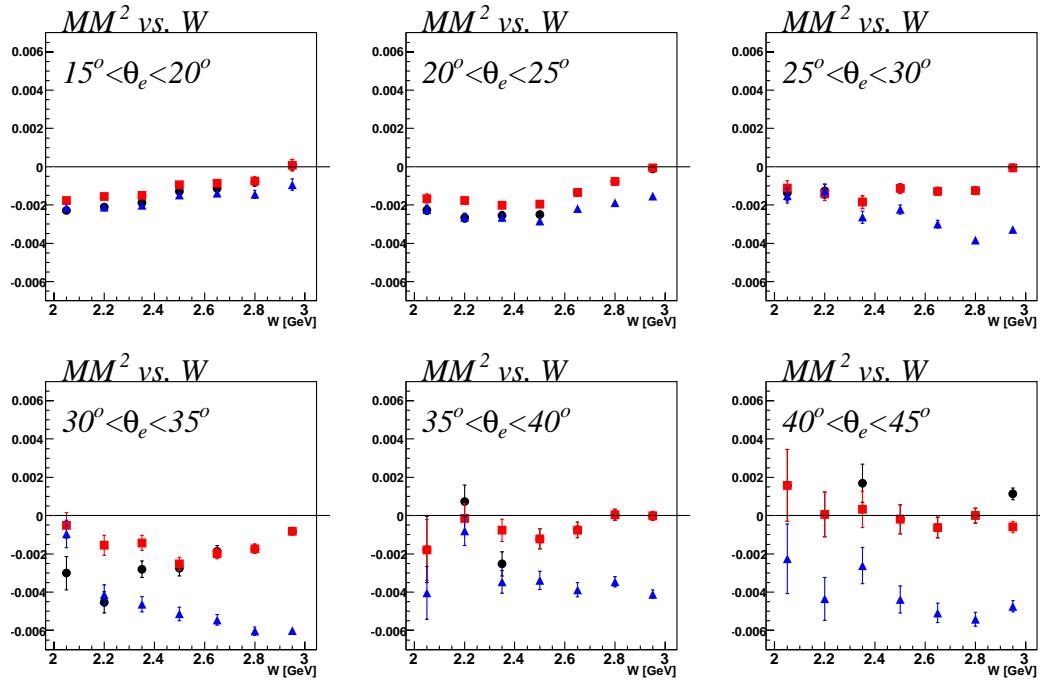 MM² vs. W
15° <θₑ <20°
0.006
0.004
0.002
0
-0.002
-0.004
-0.006
2 2.2 2.4 2.6 2.8 3
W [GeV]
MM² vs. W
20° <θₑ <25°
0.006
0.004
0.002
0
-0.002
-0.004
-0.006
2 2.2 2.4 2.6 2.8 3
W [GeV]
MM² vs. W
25° <θₑ <30°
0.006
0.004
0.002
0
-0.002
-0.004
-0.006
2 2.2 2.4 2.6 2.8 3
W [GeV]
MM² vs. W
30° <θₑ <35°
0.006
0.004
0.002
0
-0.002
-0.004
-0.006
2 2.2 2.4 2.6 2.8 3
W [GeV]
MM² vs. W
35° <θₑ <40°
0.006
0.004
0.002
0
-0.002
-0.004
-0.006
2 2.2 2.4 2.6 2.8 3
W [GeV]
MM² vs. W
40° <θₑ <45°
0.006
0.004
0.002
0
-0.002
-0.004
-0.006
2 2.2 2.4 2.6 2.8 3
W [GeV]